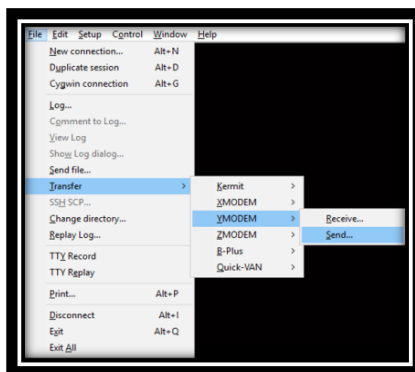 File Edit Setup Control Window Help
New connection... Alt+N
Duplicate session Alt+D
Cygwin connection Alt+G
Log...
Comment to Log...
View Log
Show Log dialog...
Send file...
Transfer >
SSH SCP...
Change directory...
Replay Log...
TTY Record
TTY Replay
Print... Alt+P
Disconnect Alt+I
Exit Alt+Q
Exit All
Kermit >
XMODEM >
YMODEM >
ZMODEM >
B-Plus >
Quick-VAN >
Receive...
Send...